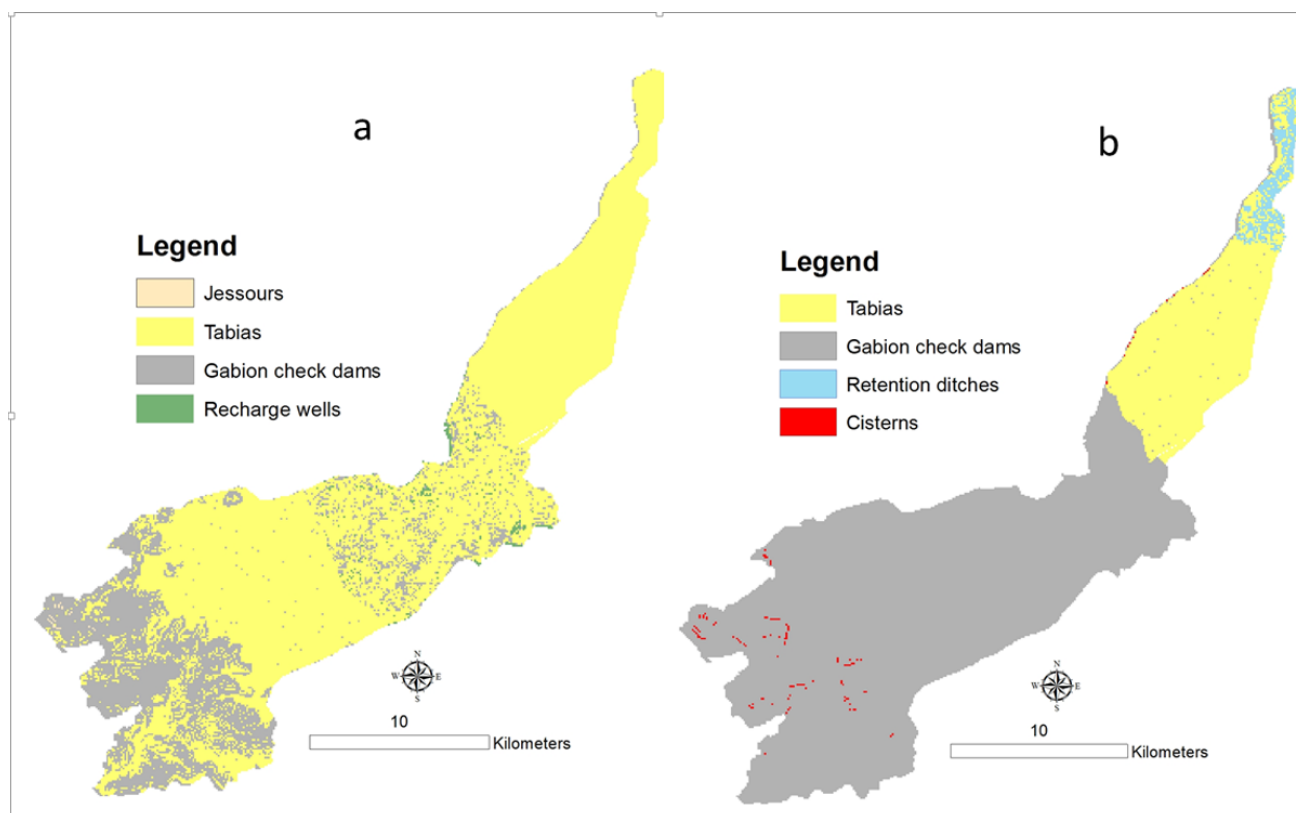 a
Legend
Jessours
Tabias
Gabion check dams
Recharge wells
N
W E
S
10
Kilometers
b
Legend
Tabias
Gabion check dams
Retention ditches
Cisterns
N
W E
S
10
Kilometers